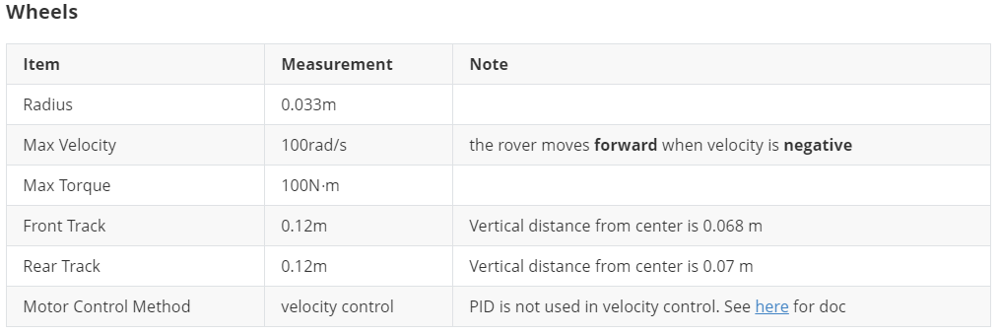 Wheels
Item Measurement Note
Radius 0.033m
Max Velocity 100rad/s the rover moves forward when velocity is negative
Max Torque 100N·m
Front Track 0.12m Vertical distance from center is 0.068 m
Rear Track 0.12m Vertical distance from center is 0.07 m
Motor Control Method velocity control PID is not used in velocity control. See here for doc